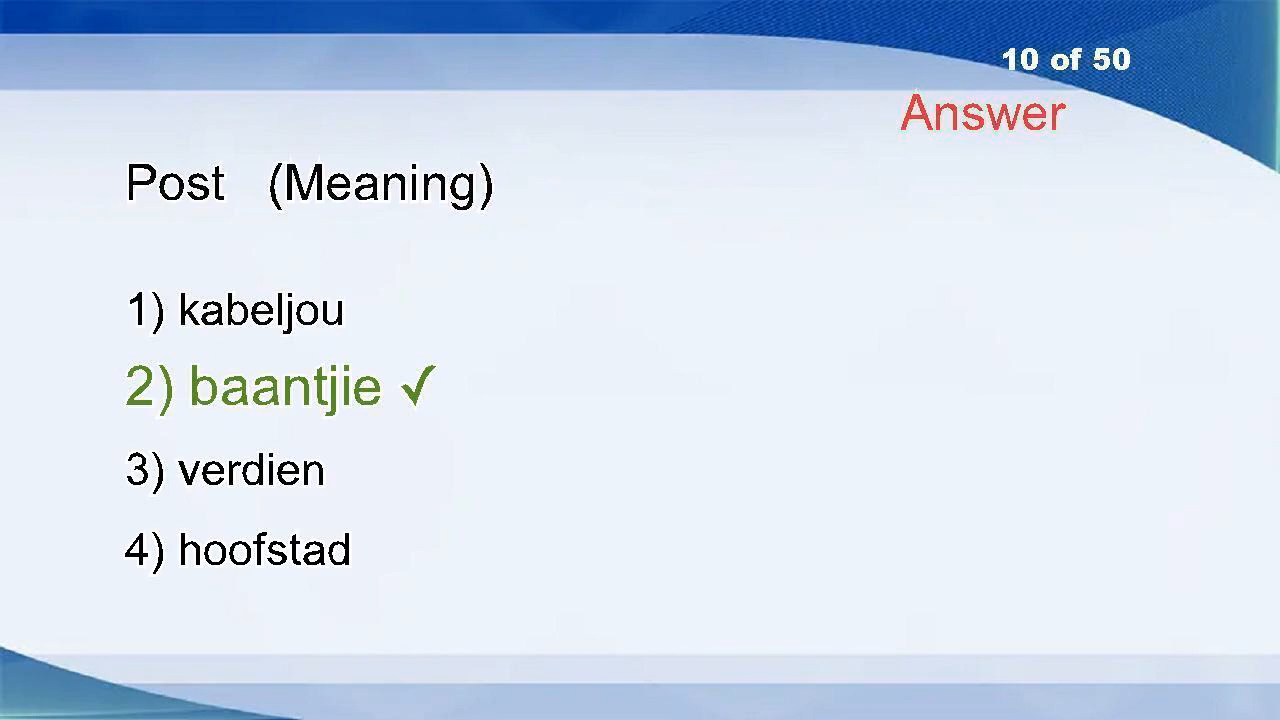 10 of 50
Answer
Post (Meaning)
1) kabeljou
2) baantjie ✓
3) verdien
4) hoofstad